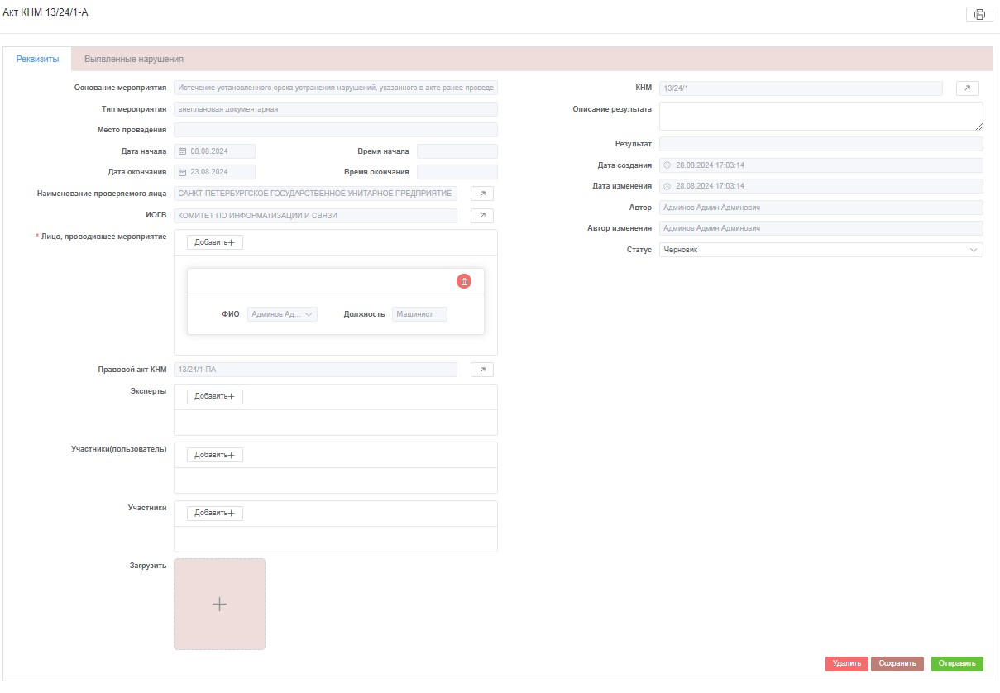 Акт КНМ 13/24/1-А
Реквизиты
Выявленные нарушения
Основание мероприятия
Истечение установленного срока устранения нарушений, указанного в акте ранее проведе
Тип мероприятия
внеплановая документарная
Место проведения
Дата начала
08.08.2024
Время начала
Дата окончания
23.08.2024
Время окончания
Наименование проверяемого лица
САНКТ-ПЕТЕРБУРГСКОЕ ГОСУДАРСТВЕННОЕ УНИТАРНОЕ ПРЕДПРИЯТИЕ
ИОГВ
КОМИТЕТ ПО ИНФОРМАТИЗАЦИИ И СВЯЗИ
* Лицо, проводившее мероприятие
Добавить+
ФИО
Админов Ад...
Должность
Машинист
Правовой акт КНМ
13/24/1-ПА
Эксперты
Добавить+
Участники(пользователь)
Добавить+
Участники
Добавить+
Загрузить
КНМ
13/24/1
Описание результата
Результат
Дата создания
28.08.2024 17:03:14
Дата изменения
28.08.2024 17:03:14
Автор
Админов Админ Админович
Автор изменения
Админов Админ Админович
Статус
Черновик
Удалить
Сохранить
Отправить